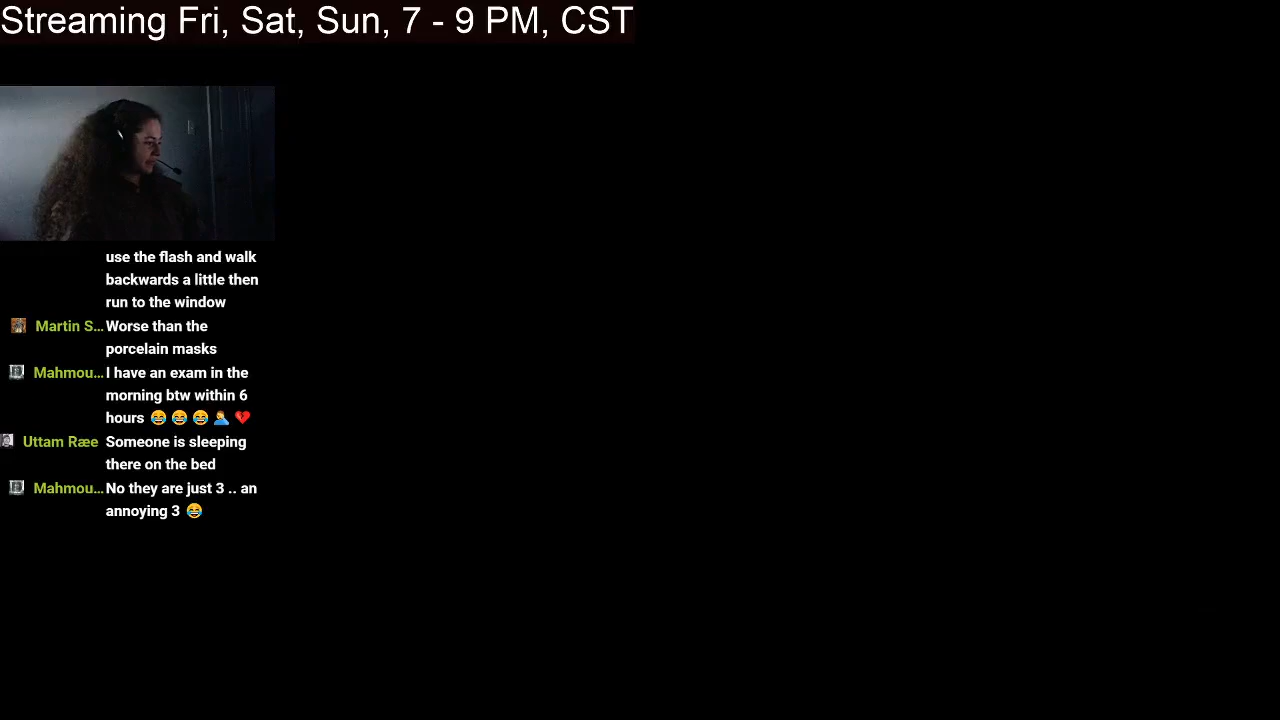 Streaming Fri, Sat, Sun, 7 - 9 PM, CST
use the flash and walk
backwards a little then
run to the window
Martin S... Worse than the
porcelain masks
Mahmou... I have an exam in the
morning btw within 6
hours 😂 😂 😂 🤦‍♂️ 💔
Uttam Ræe Someone is sleeping
there on the bed
Mahmou... No they are just 3 .. an
annoying 3 😂